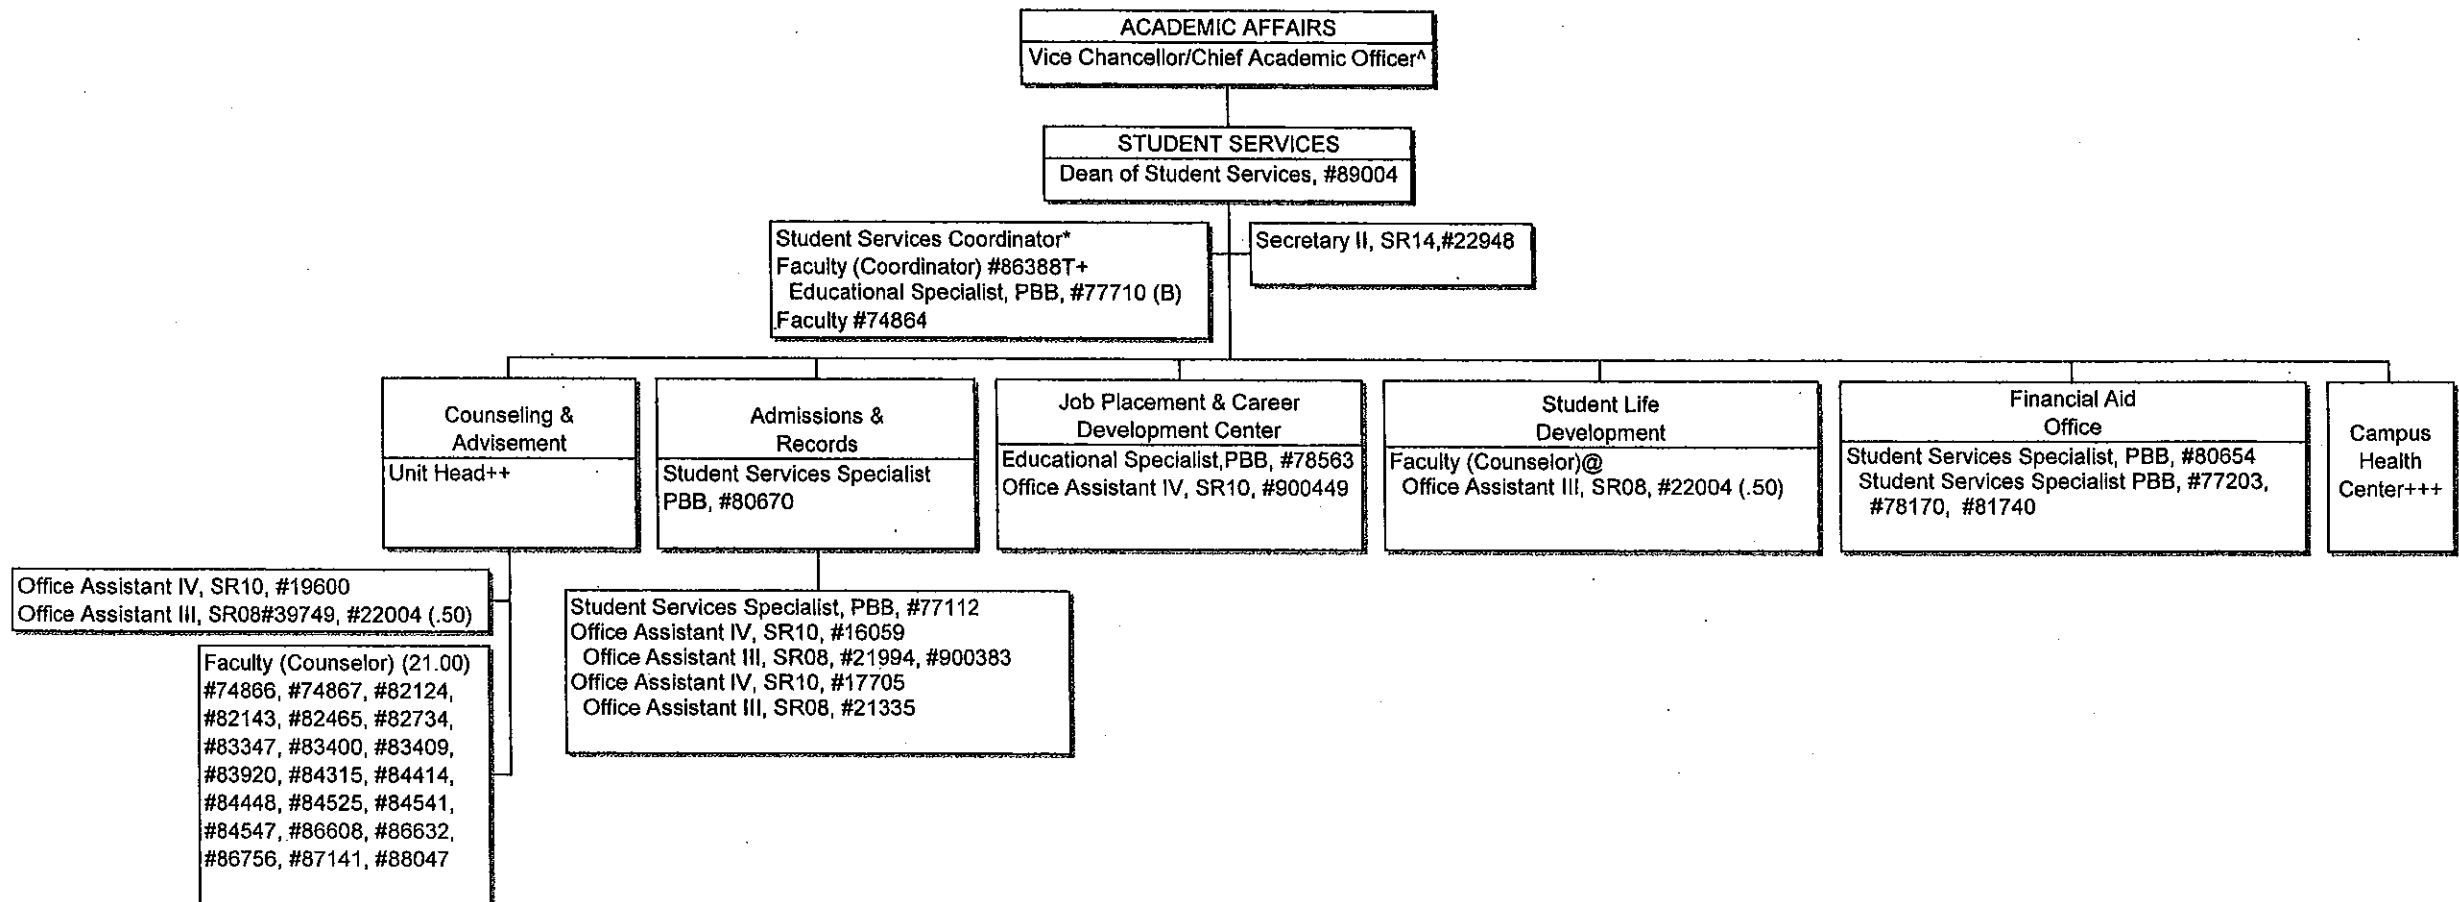 ACADEMIC AFFAIRS
Vice Chancellor/Chief Academic Officer^
STUDENT SERVICES
Dean of Student Services, #89004
Student Services Coordinator*
Faculty (Coordinator) #86388T+
Educational Specialist, PBB, #77710 (B)
Faculty #74864
Secretary II, SR14,#22948
Counseling &
Advisement
Unit Head++
Admissions &
Records
Student Services Specialist
PBB, #80670
Job Placement & Career
Development Center
Educational Specialist,PBB, #78563
Office Assistant IV, SR10, #900449
Student Life
Development
Faculty (Counselor)@
Office Assistant III, SR08, #22004 (.50)
Financial Aid
Office
Student Services Specialist, PBB, #80654
Student Services Specialist PBB, #77203,
#78170, #81740
Campus
Health
Center+++
Office Assistant IV, SR10, #19600
Office Assistant III, SR08#39749, #22004 (.50)
Faculty (Counselor) (21.00)
#74866, #74867, #82124,
#82143, #82465, #82734,
#83347, #83400, #83409,
#83920, #84315, #84414,
#84448, #84525, #84541,
#84547, #86608, #86632,
#86756, #87141, #88047
Student Services Specialist, PBB, #77112
Office Assistant IV, SR10, #16059
Office Assistant III, SR08, #21994, #900383
Office Assistant IV, SR10, #17705
Office Assistant III, SR08, #21335